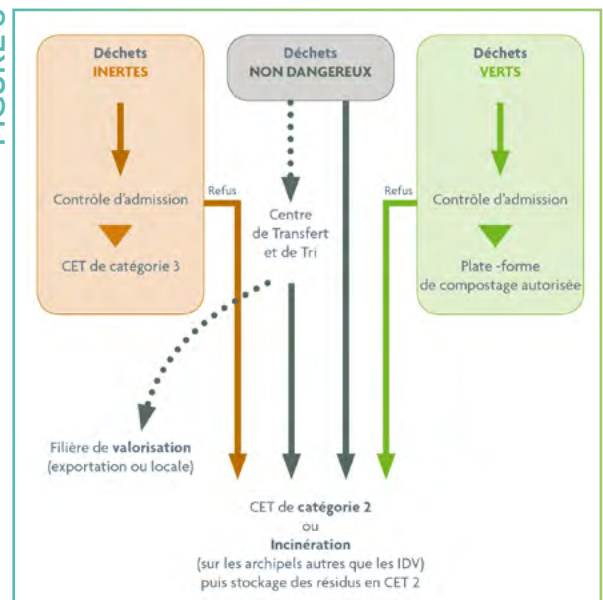 FIGURE
Déchets
INERTES
Contrôle d'admission
CET de catégorie 3
Refus
Déchets
NON DANGEREUX
Centre
de Transfert
et de Tri
Refus
Déchets
VERTS
Contrôle d'admission
Plate -forme
de compostage autorisée
Filière de valorisation
(exportation ou locale)
CET de catégorie 2
ou
Incinération
(sur les archipels autres que les IDV)
puis stockage des résidus en CET 2